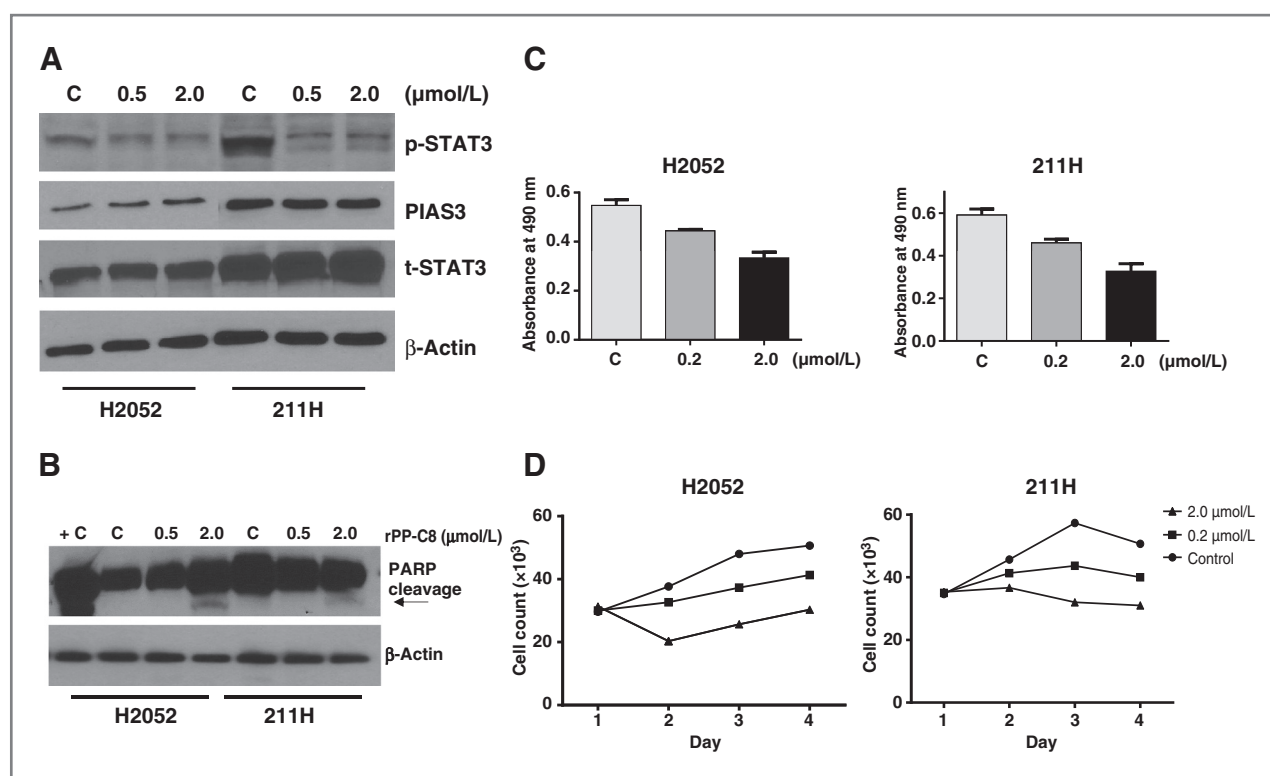 A
C 0.5 2.0 C 0.5 2.0 (µmol/L)
p-STAT3
PIAS3
t-STAT3
β-Actin
H2052 211H
B
+ C C 0.5 2.0 C 0.5 2.0 rPP-C8 (µmol/L)
PARP
cleavage
β-Actin
H2052 211H
C
H2052
Absorbance at 490 nm
0.6
0.4
0.2
0.0
C 0.2 2.0 (µmol/L)
211H
Absorbance at 490 nm
0.6
0.4
0.2
0.0
C 0.2 2.0 (µmol/L)
D
H2052
Cell count (×10³)
60
40
20
0
1 2 3 4
Day
211H
Cell count (×10³)
60
40
20
0
1 2 3 4
Day
2.0 µmol/L
0.2 µmol/L
Control